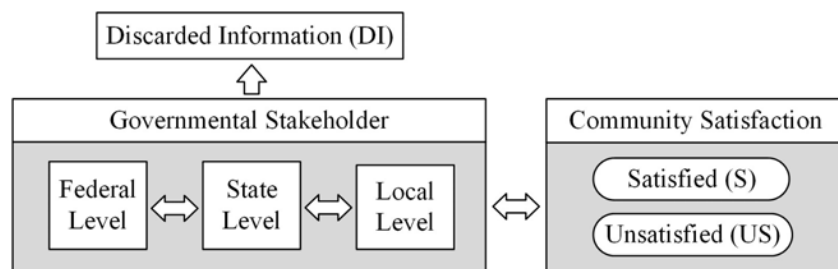 Discarded Information (DI)
Governmental Stakeholder
Community Satisfaction
Federal
Level
State
Level
Local
Level
Satisfied (S)
Unsatisfied (US)